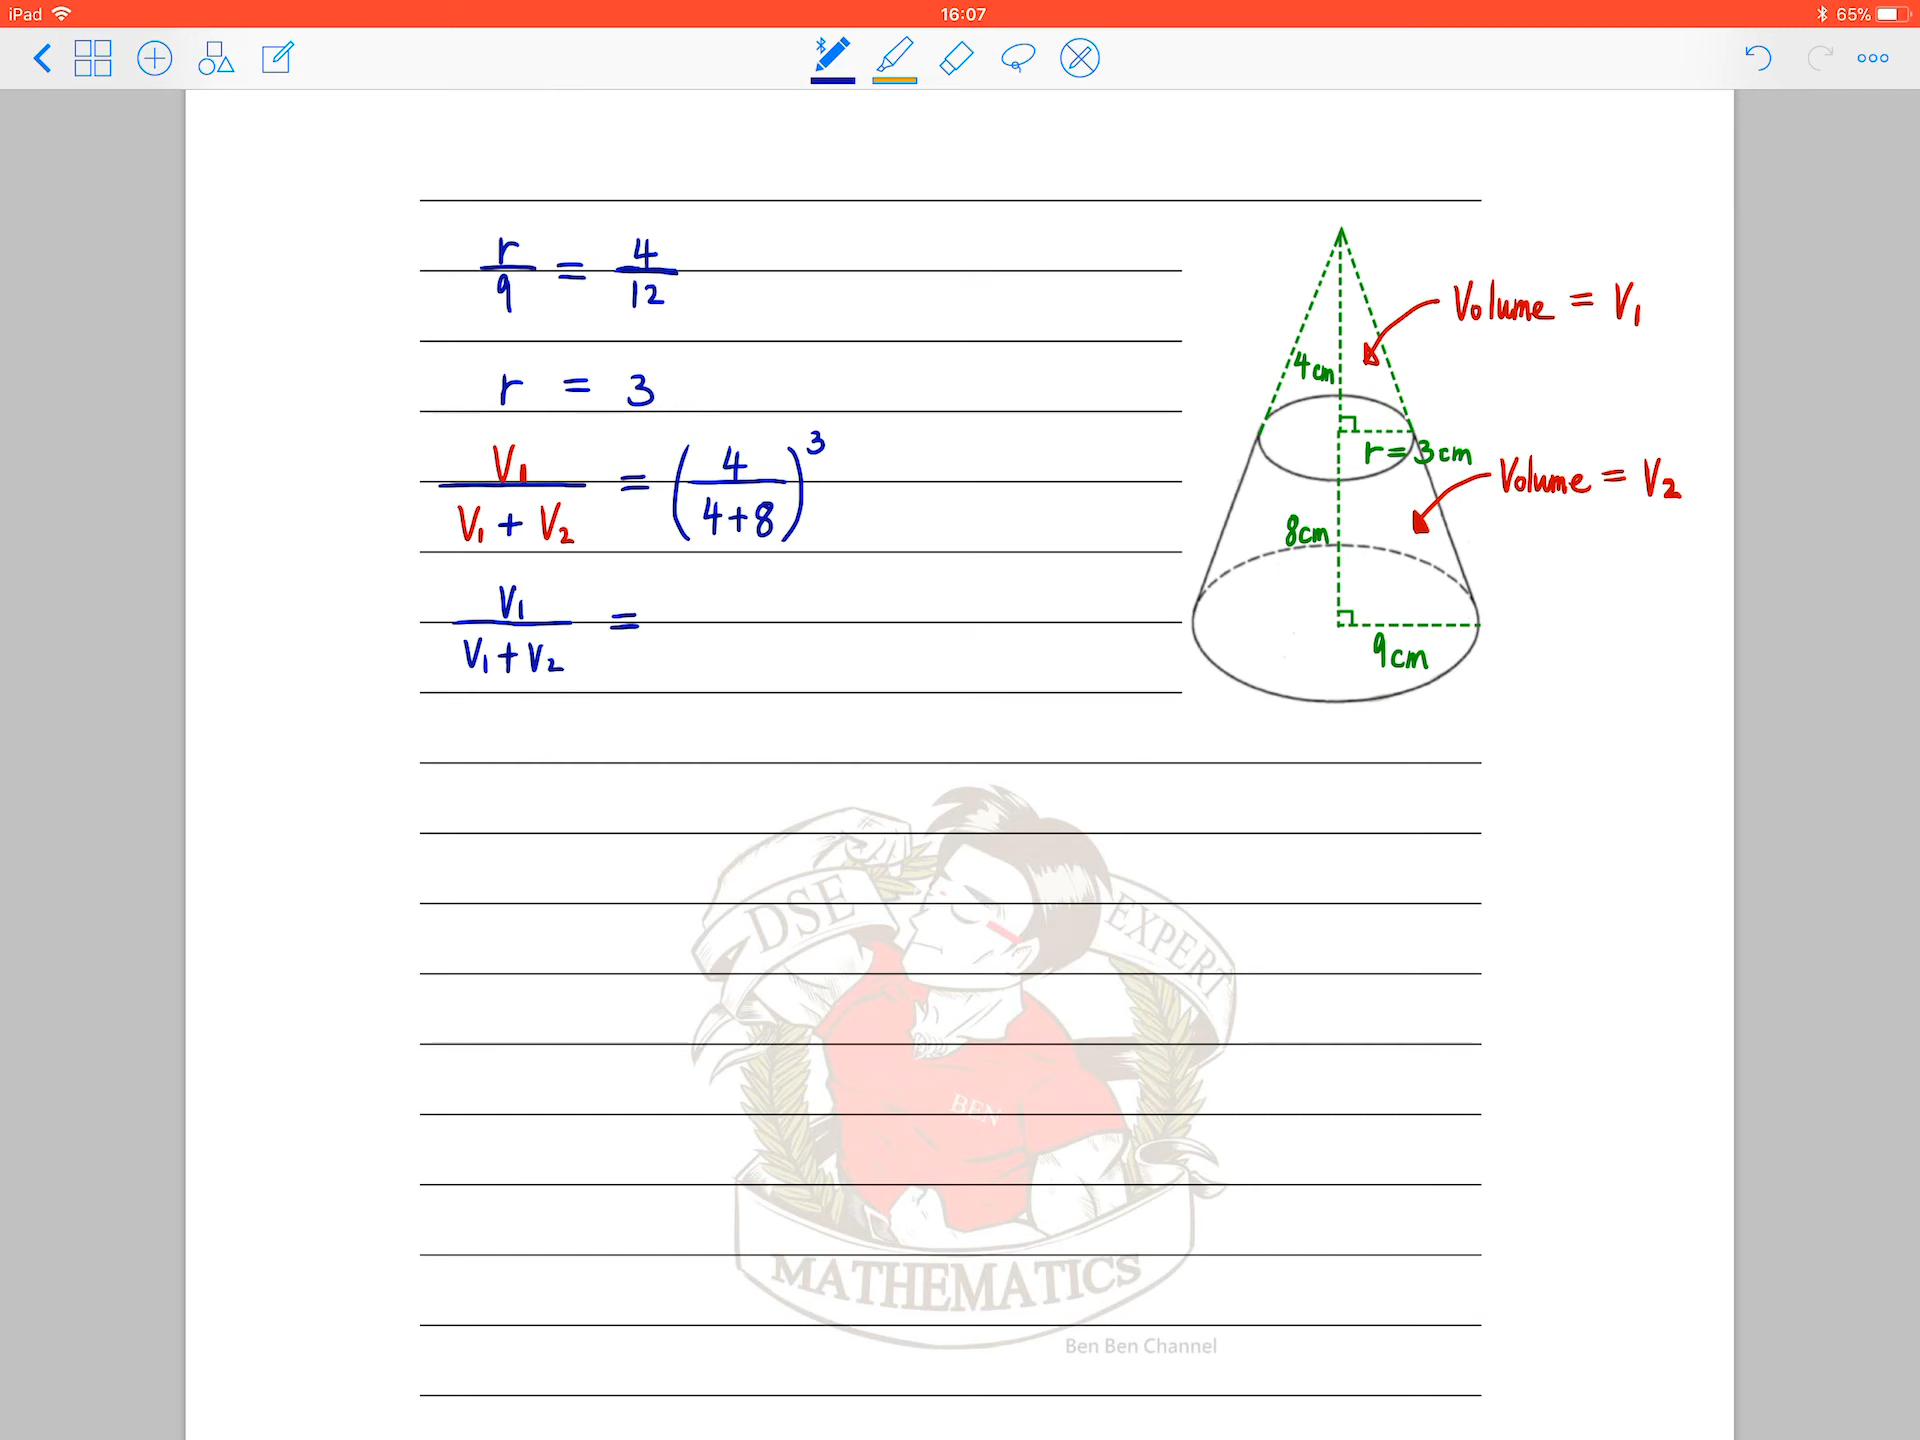 iPad 16:07 65%
r/9 = 4/12
r = 3
V₁/(V₁ + V₂) = (4/(4+8))³
V₁/(V₁+V₂) =
Volume = V₁
4cm
r = 3cm
Volume = V₂
8cm
9cm
DSE EXPERT
BEN
MATHEMATICS
Ben Ben Channel